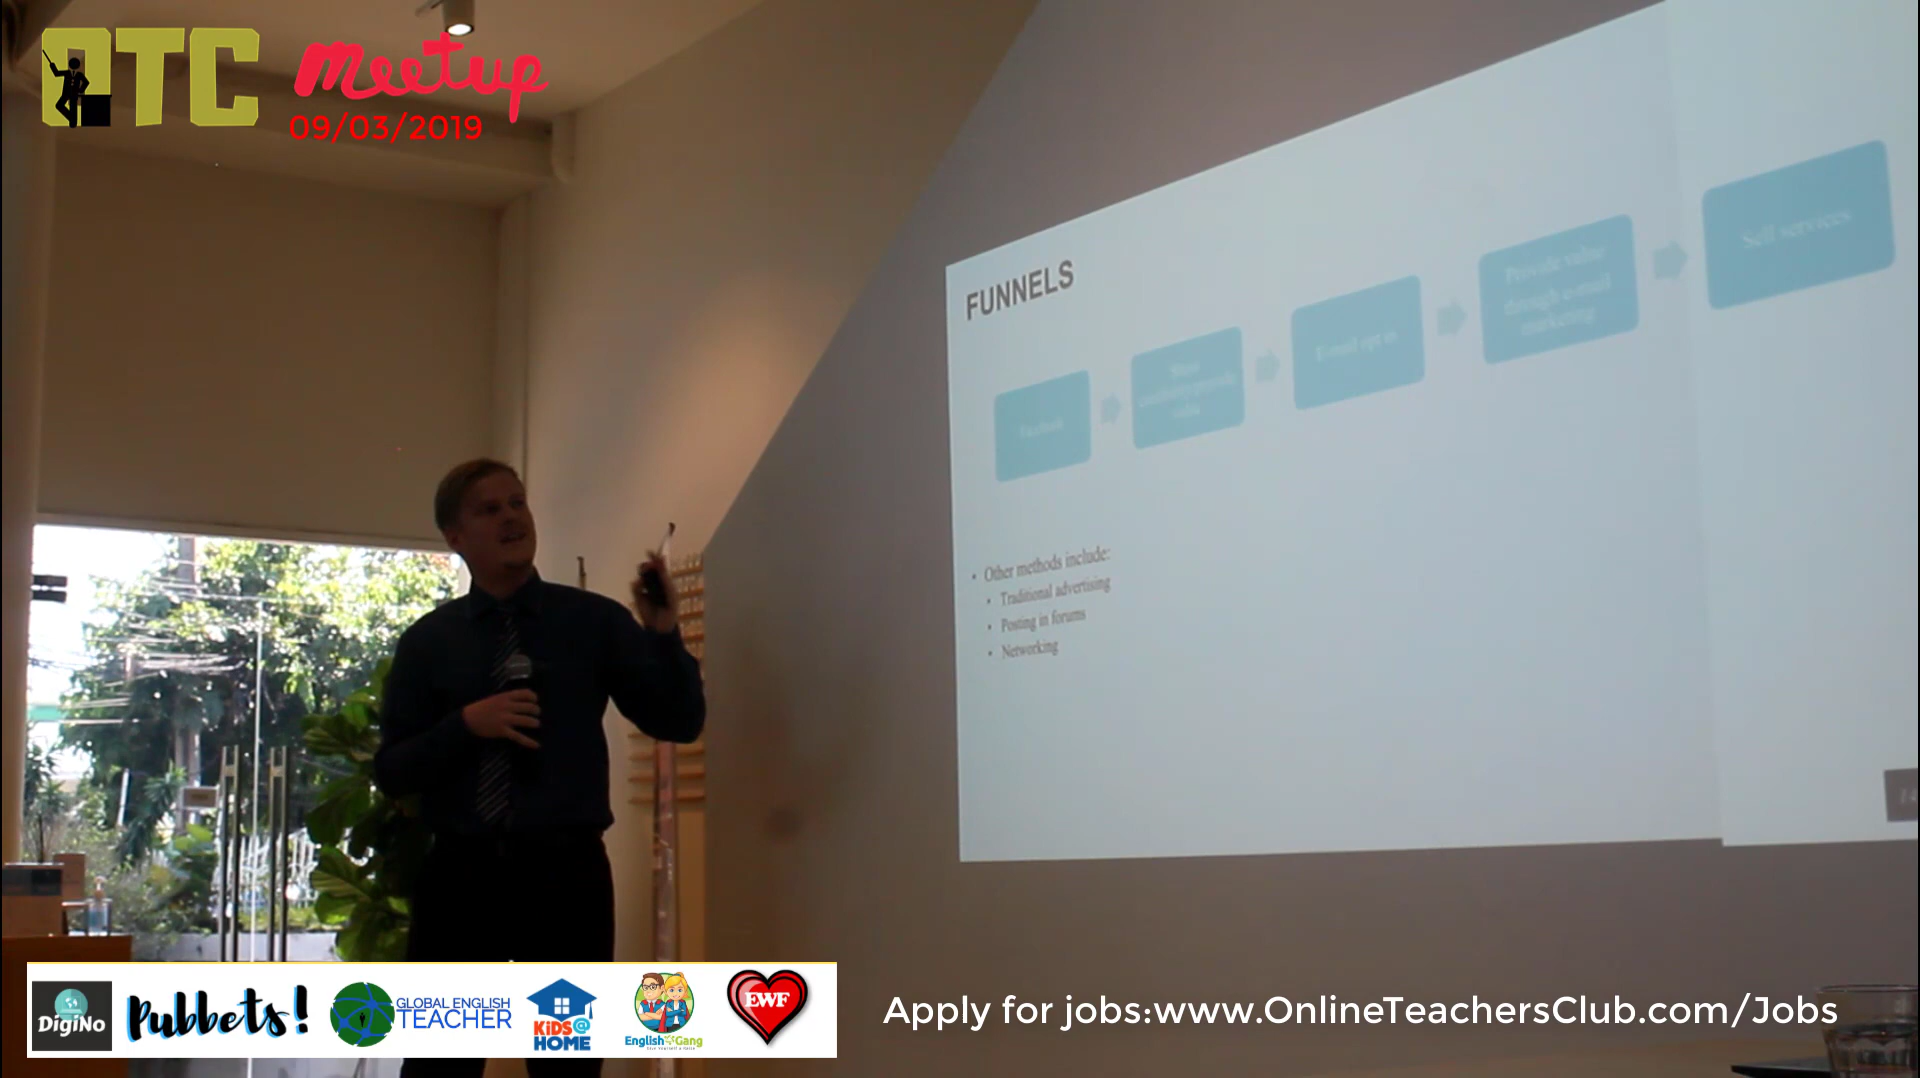 OTC
meetup
09/03/2019
FUNNELS
Facebook
Share
value
E-mail opt in
Provide value
through e-mail
marketing
Sell services
• Other methods include:
• Traditional advertising
• Posting in forums
• Networking
DigiNo
Pubbets!
GLOBAL ENGLISH
TEACHER
KiDS@
HOME
English Gang
EWF
Apply for jobs:www.OnlineTeachersClub.com/Jobs